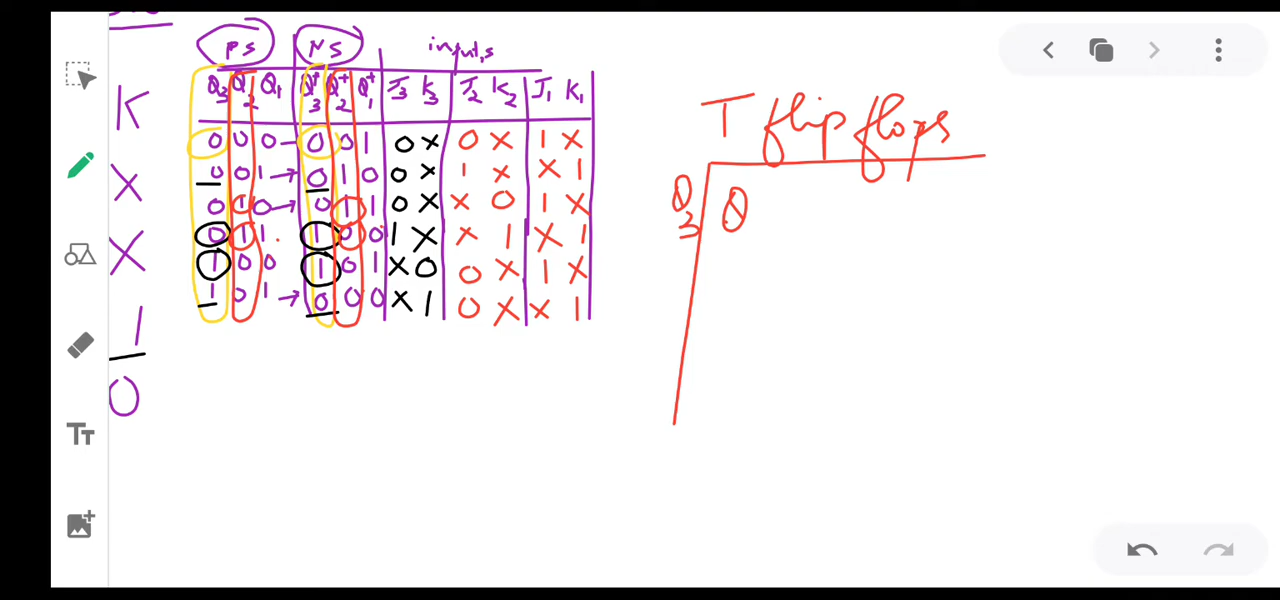 PS NS inputs
Q3 Q2 Q1 Q3+ Q2+ Q1+ J3 K3 J2 K2 J1 K1
0 0 0 → 0 0 1 0 X 0 X 1 X
0 0 1 → 0 1 0 0 X 1 X X 1
0 1 0 → 0 1 1 0 X X 0 1 X
0 1 1 1 0 0 1 X X 1 X 1
1 0 0 1 0 1 X 0 0 X 1 X
1 0 1 → 0 0 0 X 1 0 X X 1
K
X
X
1
0
T flip flops
Q3 Q
Tт